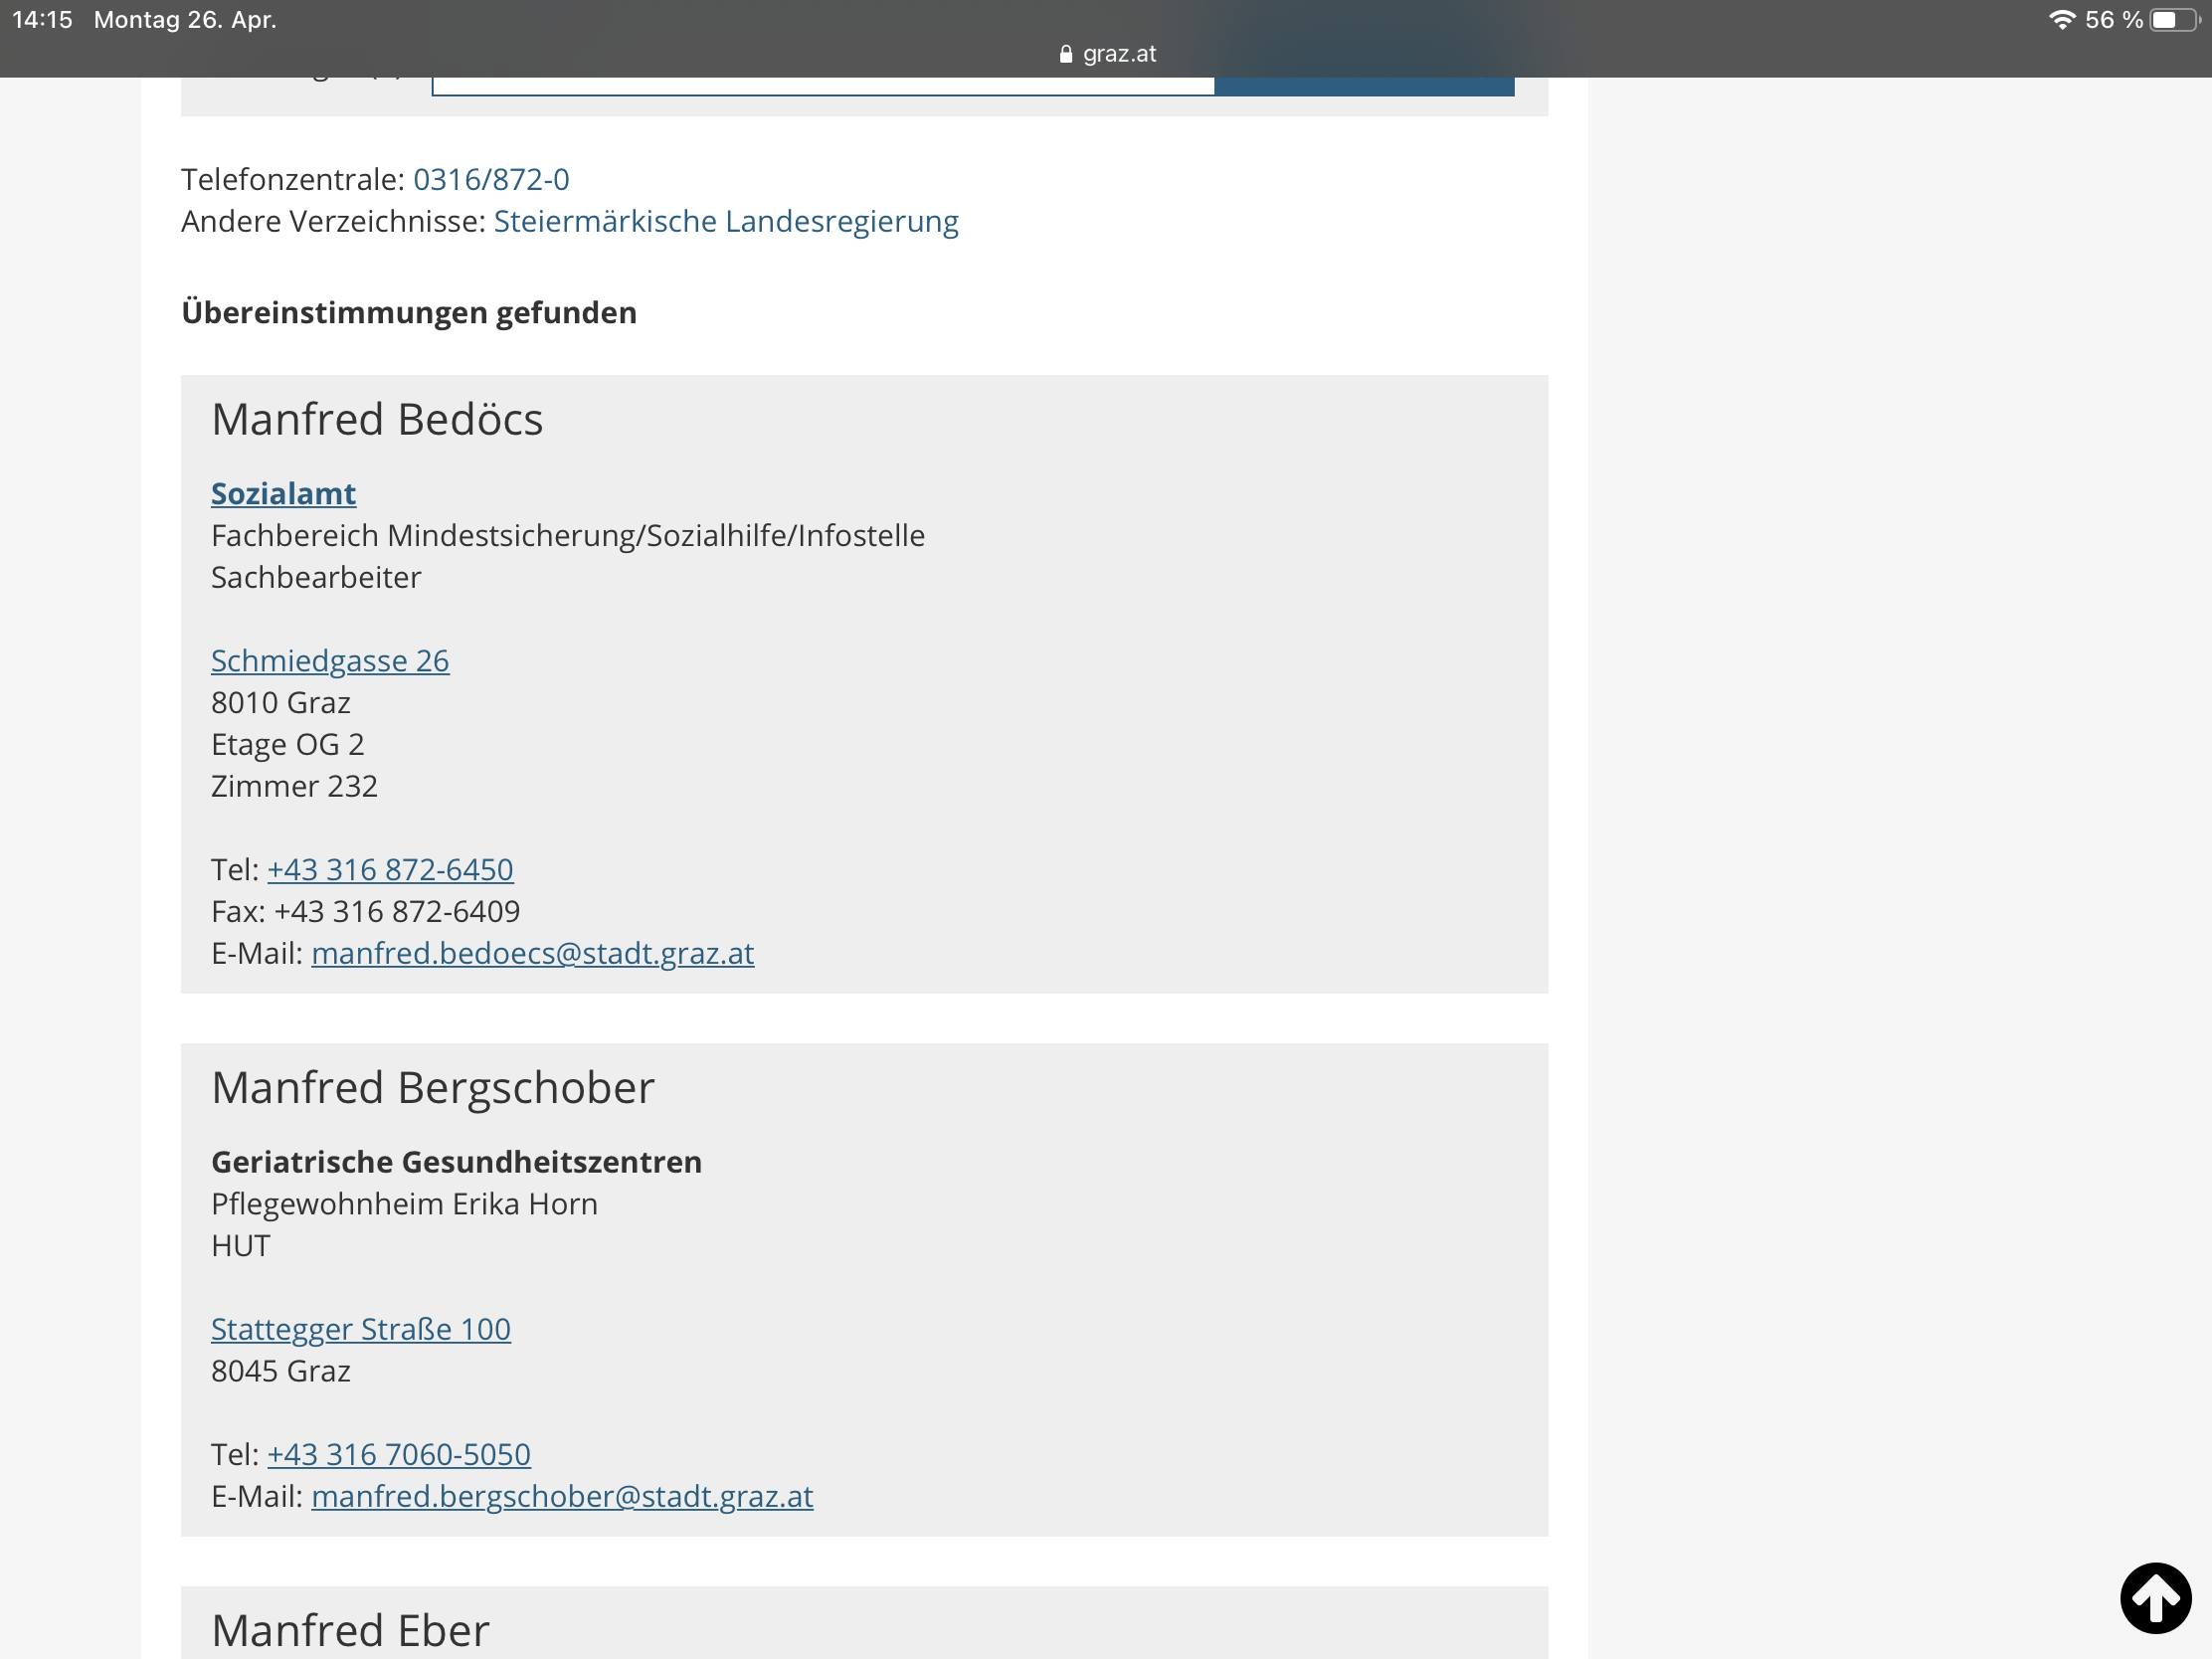 14:15 Montag 26. Apr.
56 %
graz.at
Telefonzentrale: 0316/872-0
Andere Verzeichnisse: Steiermärkische Landesregierung
Übereinstimmungen gefunden
Manfred Bedöcs
Sozialamt
Fachbereich Mindestsicherung/Sozialhilfe/Infostelle
Sachbearbeiter
Schmiedgasse 26
8010 Graz
Etage OG 2
Zimmer 232
Tel: +43 316 872-6450
Fax: +43 316 872-6409
E-Mail: manfred.bedoecs@stadt.graz.at
Manfred Bergschober
Geriatrische Gesundheitszentren
Pflegewohnheim Erika Horn
HUT
Stattegger Straße 100
8045 Graz
Tel: +43 316 7060-5050
E-Mail: manfred.bergschober@stadt.graz.at
Manfred Eber